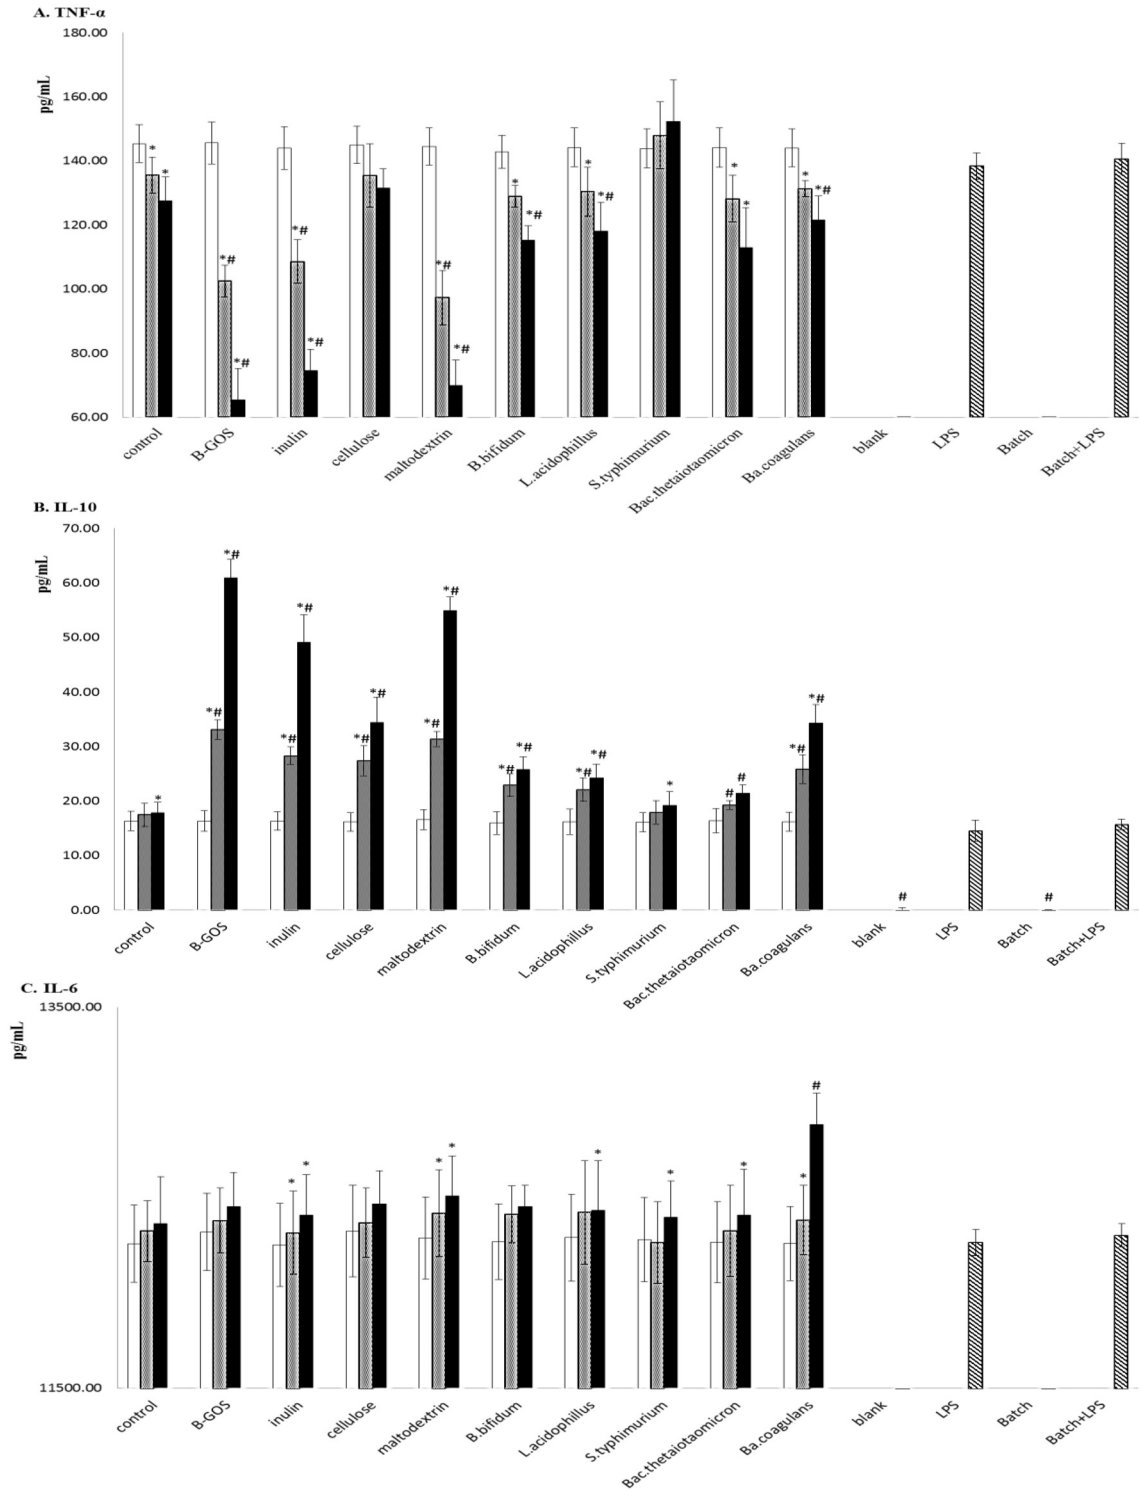 A. TNF-α
180.00
pg/mL
160.00
140.00
120.00
100.00
80.00
60.00
* * *# *# *# *# *# *# * *# * *# * * * *#
control B-GOS inulin cellulose maltodextrin B.bifidum L.acidophillus S.typhimurium Bac.thetaiotaomicron Ba.coagulans blank LPS Batch Batch+LPS
B. IL-10
70.00
pg/mL
60.00
50.00
40.00
30.00
20.00
10.00
0.00
* *# *# *# *# *# *# *# *# *# *# *# *# * # # *# *# # #
control B-GOS inulin cellulose maltodextrin B.bifidum L.acidophillus S.typhimurium Bac.thetaiotaomicron Ba.coagulans blank LPS Batch Batch+LPS
C. IL-6
13500.00
pg/mL
11500.00
* * * * * * * * #
control B-GOS inulin cellulose maltodextrin B.bifidum L.acidophillus S.typhimurium Bac.thetaiotaomicron Ba.coagulans blank LPS Batch Batch+LPS